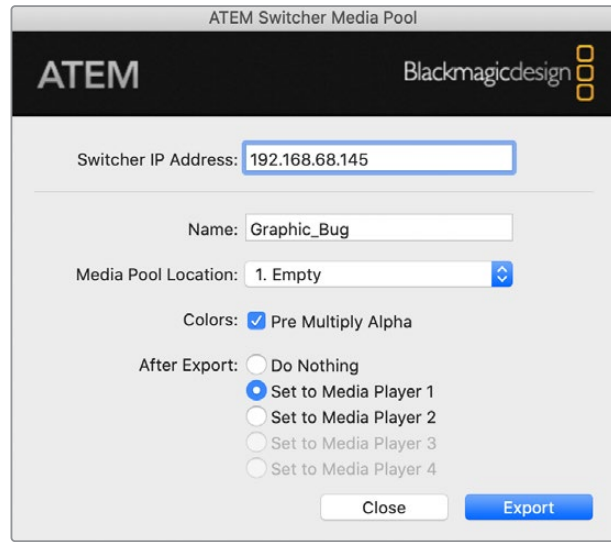 ATEM Switcher Media Pool
ATEM
Blackmagicdesign
Switcher IP Address: 192.168.68.145
Name: Graphic_Bug
Media Pool Location: 1. Empty
Colors: Pre Multiply Alpha
After Export: Do Nothing
Set to Media Player 1
Set to Media Player 2
Set to Media Player 3
Set to Media Player 4
Close Export